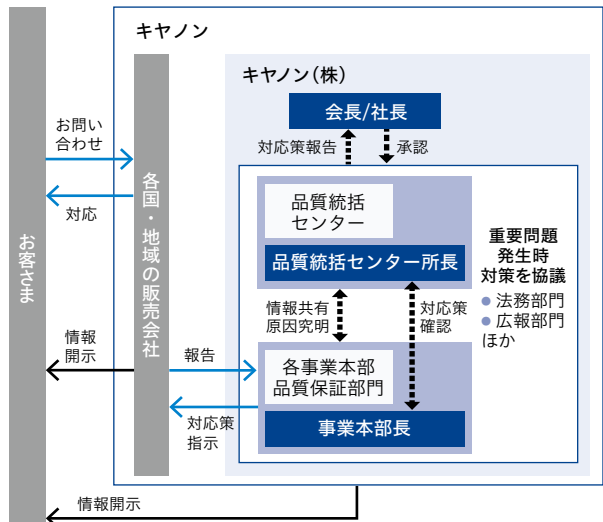 キヤノン
キヤノン（株）
会長/社長
お問い
合わせ
対応策報告
承認
対応
お客さま
各国・地域の販売会社
品質統括
センター
品質統括センター所長
重要問題
発生時
対策を協議
● 法務部門
● 広報部門
ほか
情報共有
原因究明
対応策
確認
情報
開示
報告
各事業本部
品質保証部門
対応策
指示
事業本部長
情報開示